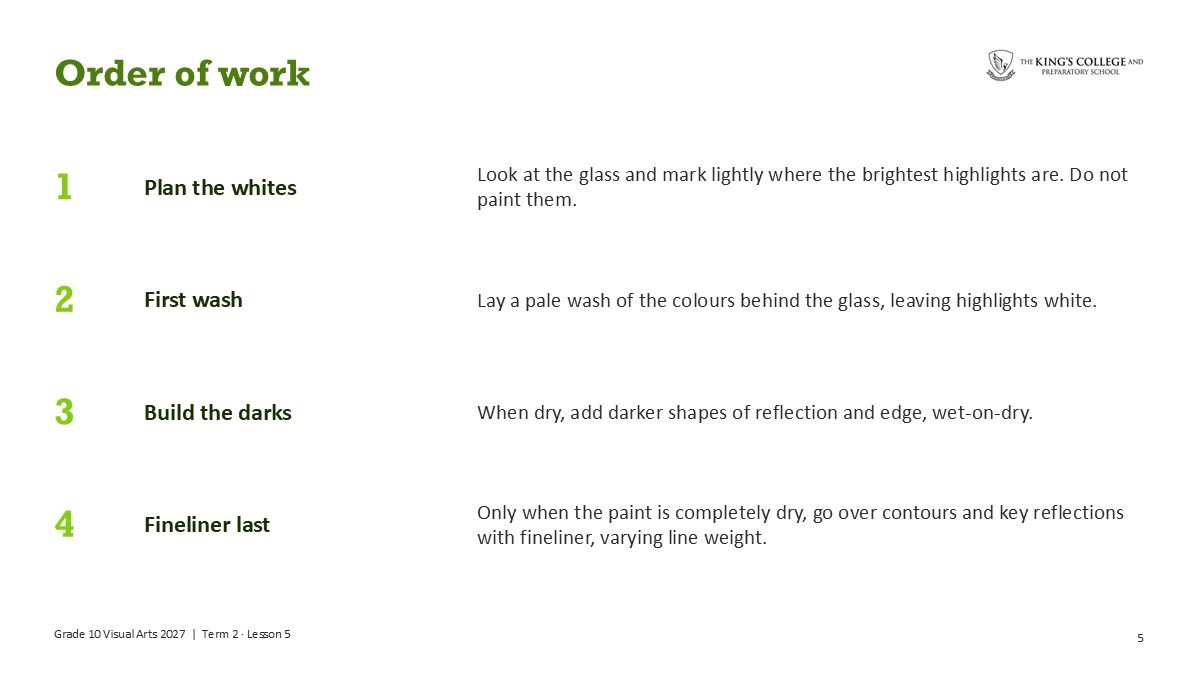 Order of work
THE KING'S COLLEGE AND
PREPARATORY SCHOOL
1
Plan the whites
Look at the glass and mark lightly where the brightest highlights are. Do not
paint them.
2
First wash
Lay a pale wash of the colours behind the glass, leaving highlights white.
3
Build the darks
When dry, add darker shapes of reflection and edge, wet-on-dry.
4
Fineliner last
Only when the paint is completely dry, go over contours and key reflections
with fineliner, varying line weight.
Grade 10 Visual Arts 2027 | Term 2 · Lesson 5
5